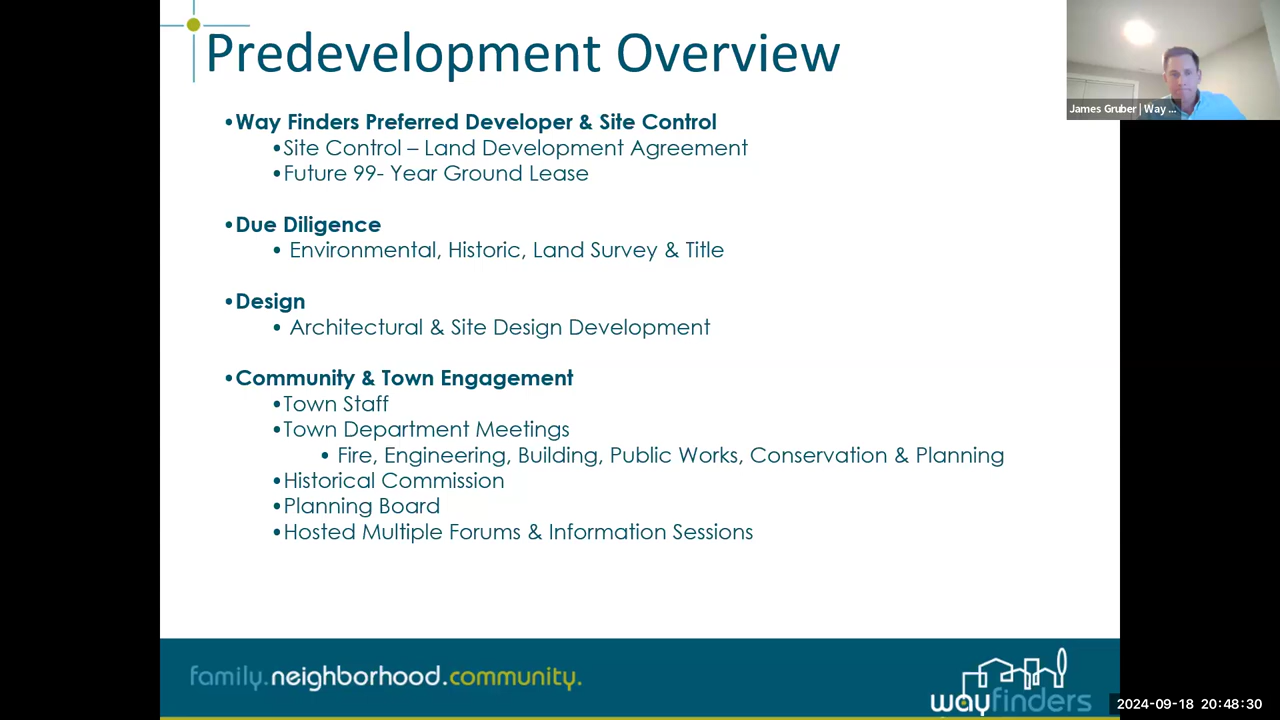 Predevelopment Overview
•Way Finders Preferred Developer & Site Control
•Site Control – Land Development Agreement
•Future 99- Year Ground Lease
•Due Diligence
• Environmental, Historic, Land Survey & Title
•Design
• Architectural & Site Design Development
•Community & Town Engagement
•Town Staff
•Town Department Meetings
• Fire, Engineering, Building, Public Works, Conservation & Planning
•Historical Commission
•Planning Board
•Hosted Multiple Forums & Information Sessions
James Gruber | Way ...
family.neighborhood.community.
wayfinders
2024-09-18 20:48:30